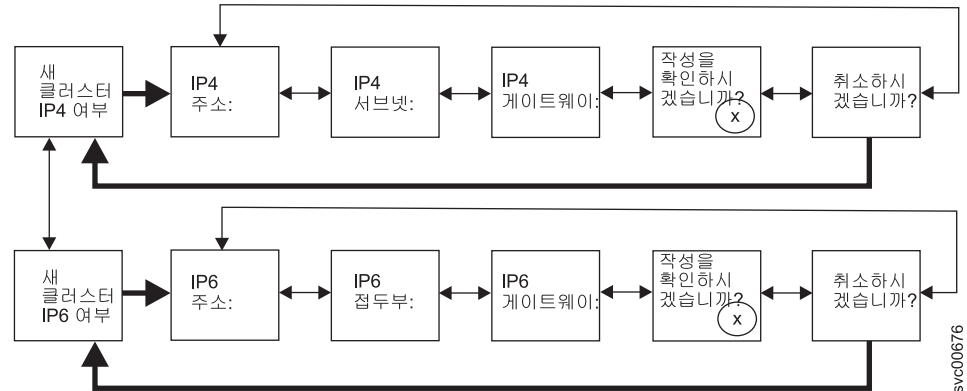 새
클러스터
IP4 여부
IP4
주소:
IP4
서브넷:
IP4
게이트웨이:
작성을
확인하시
겠습니까?
x
취소하시
겠습니까?
새
클러스터
IP6 여부
IP6
주소:
IP6
접두부:
IP6
게이트웨이:
작성을
확인하시
겠습니까?
x
취소하시
겠습니까?
svc00676